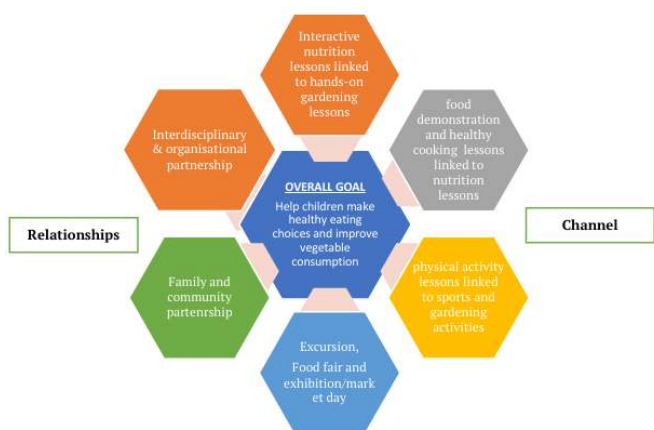 Interactive
nutrition
lessons linked
to hands-on
gardening
lessons
food
demonstration
and healthy
cooking lessons
linked to
nutrition
lessons
Interdisciplinary
& organisational
partnership
OVERALL GOAL
Help children make
healthy eating
choices and improve
vegetable
consumption
Relationships
Channel
Family and
community
partenrship
physical activity
lessons linked
to sports and
gardening
activities
Excursion,
Food fair and
exhibition/mark
et day